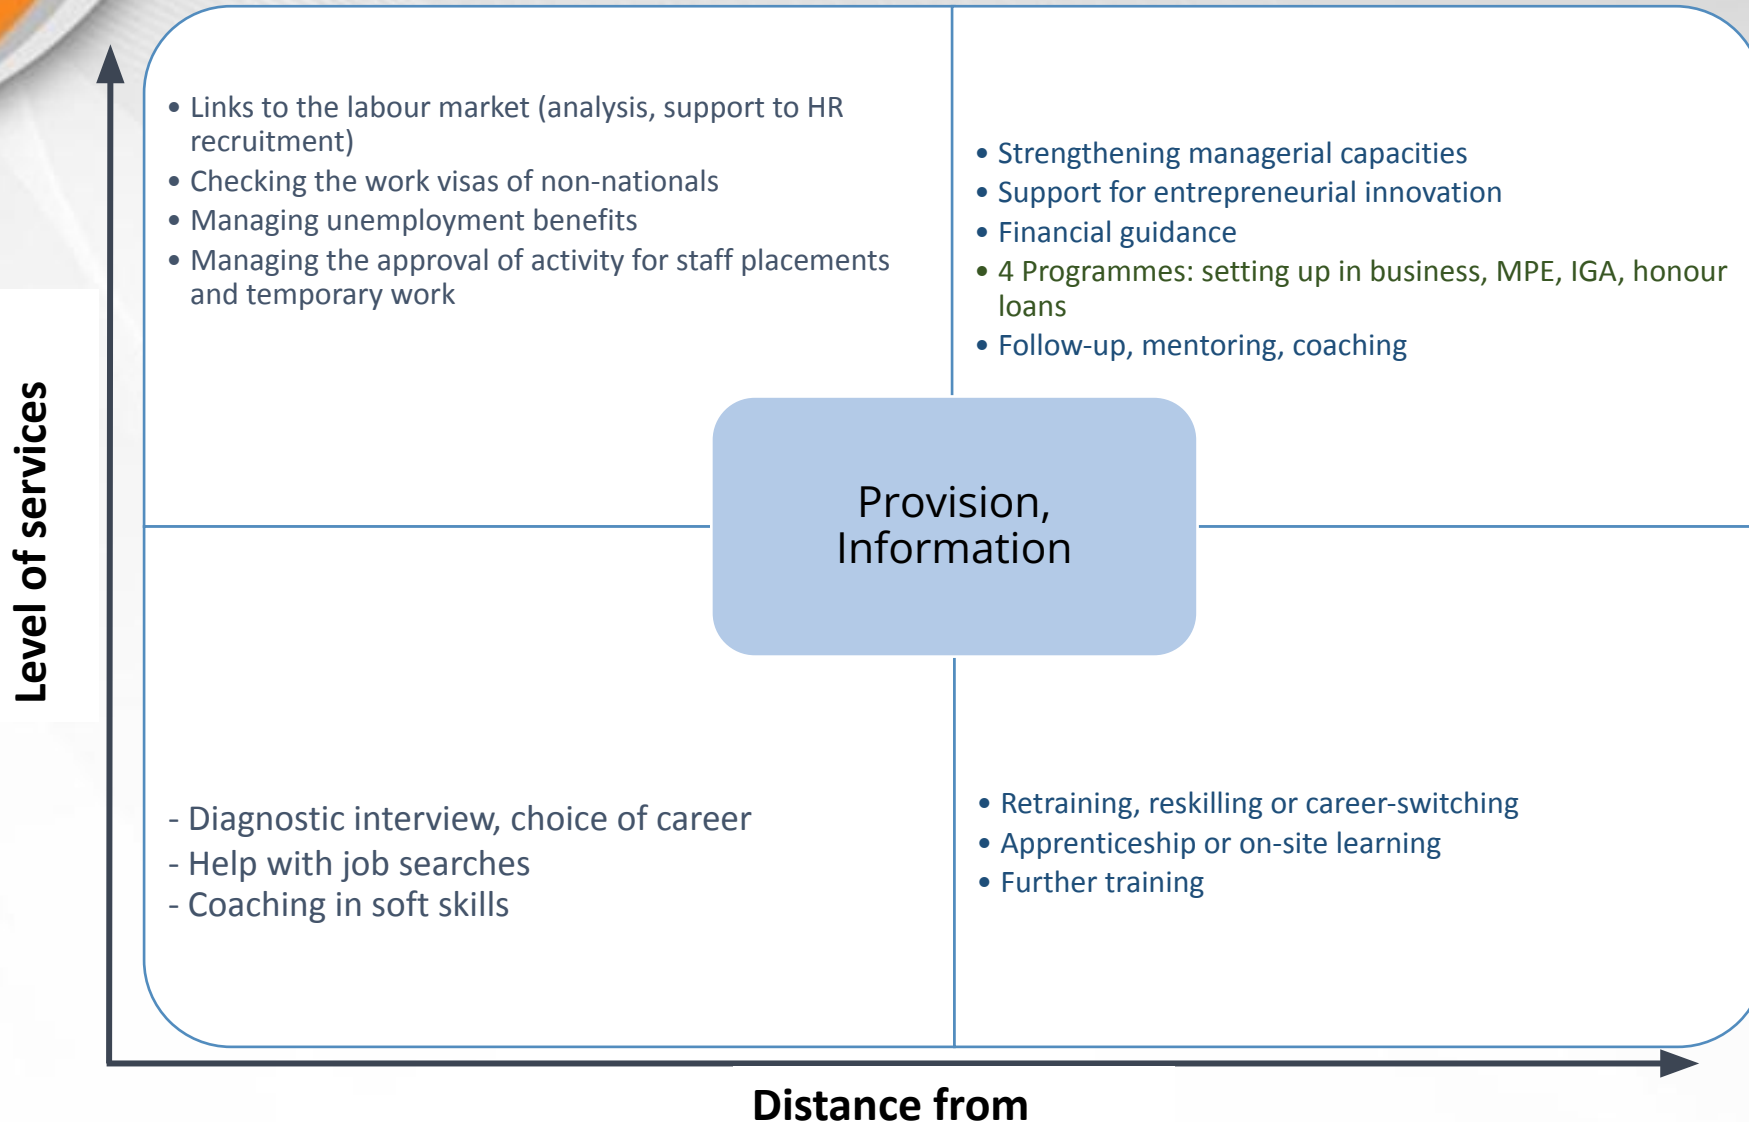 • Links to the labour market (analysis, support to HR
recruitment)
• Checking the work visas of non-nationals
• Managing unemployment benefits
• Managing the approval of activity for staff placements
and temporary work
• Strengthening managerial capacities
• Support for entrepreneurial innovation
• Financial guidance
• 4 Programmes: setting up in business, MPE, IGA, honour
loans
• Follow-up, mentoring, coaching
Level of services
Provision,
Information
- Diagnostic interview, choice of career
- Help with job searches
- Coaching in soft skills
• Retraining, reskilling or career-switching
• Apprenticeship or on-site learning
• Further training
Distance from